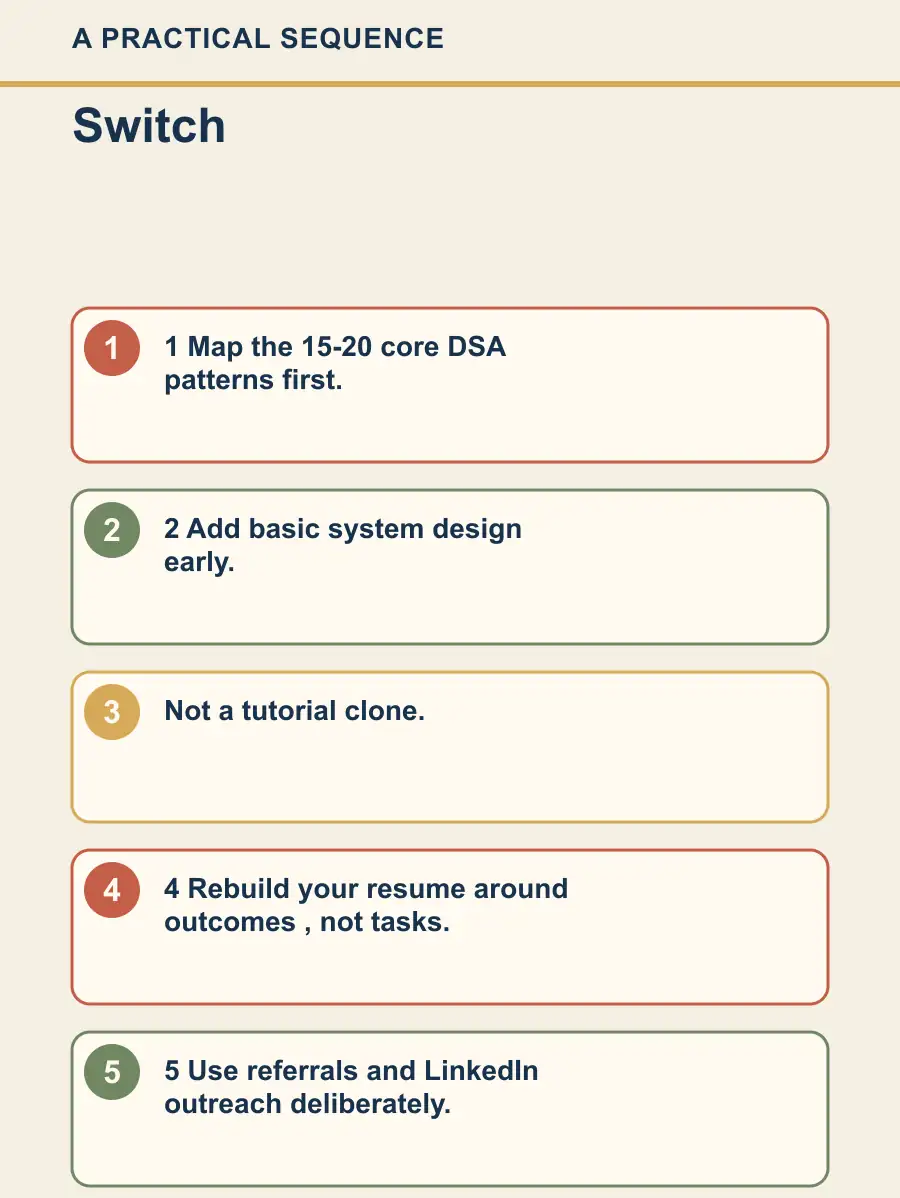 A PRACTICAL SEQUENCE
Switch
1
1 Map the 15-20 core DSA
patterns first.
2
2 Add basic system design
early.
3
Not a tutorial clone.
4
4 Rebuild your resume around
outcomes , not tasks.
5
5 Use referrals and LinkedIn
outreach deliberately.